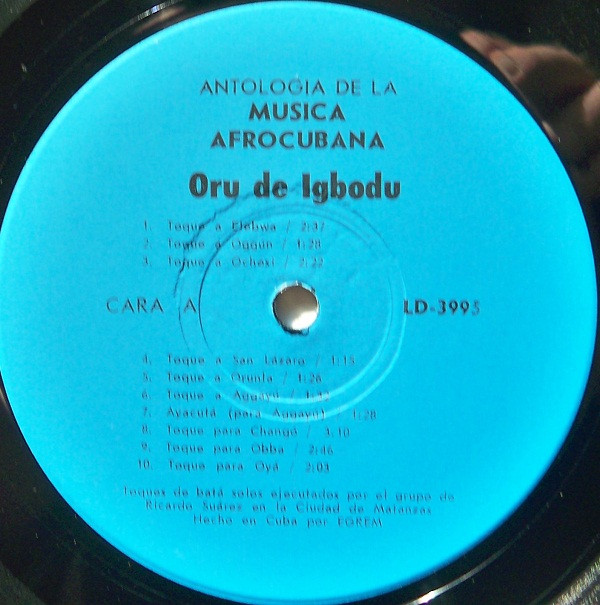 ANTOLOGIA DE LA
MUSICA
AFROCUBANA
Oru de Igbodu
1. Toque a Elebwa / 2:37
2. Toque a Oggún / 1:28
3. Toque a Ochosi / 2:22
CARA A
LD-3995
4. Toque a San Lázaro / 1:15
5. Toque a Orunla / 1:26
6. Toque a Aggayú /
7. Ayacutá (para Aggayú) / 1:28
8. Toque para Changó / 3:10
9. Toque para Obba / 2:46
10. Toque para Oyá / 2:03
Toques de batá solos ejecutados por el grupo de
Ricardo Suárez en la Ciudad de Matanzas
Hecho en Cuba por EGREM